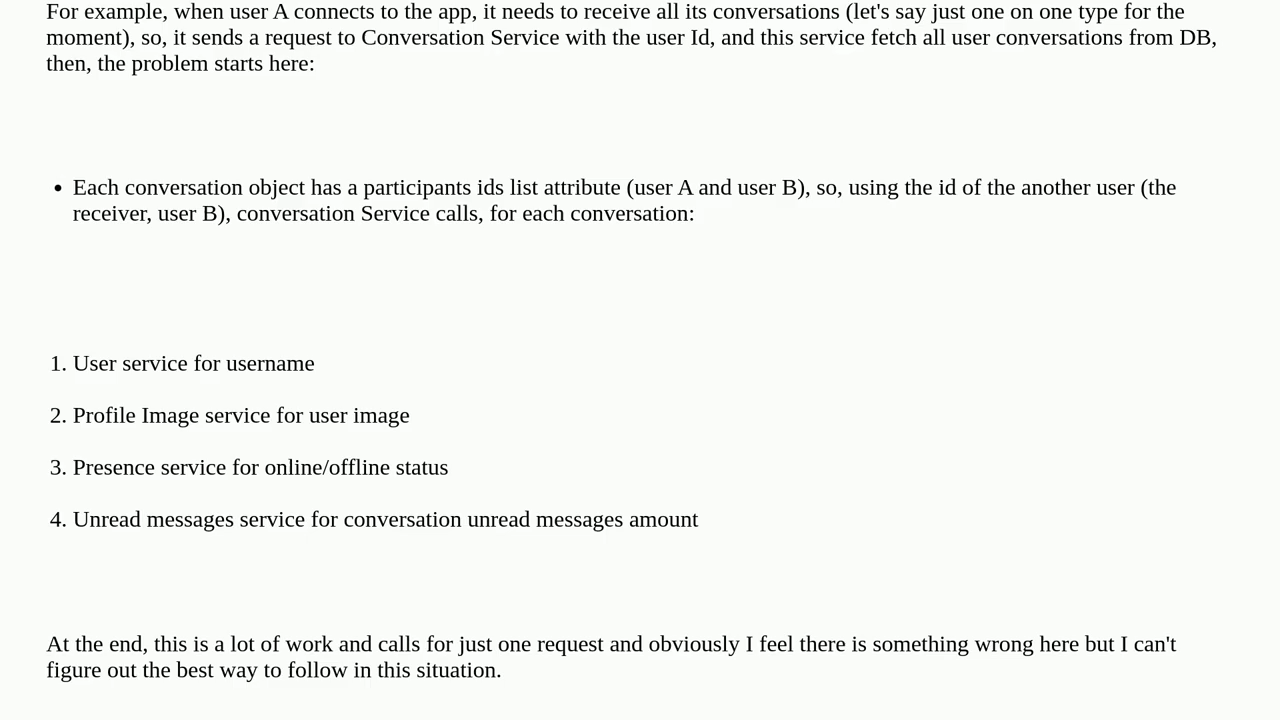 For example, when user A connects to the app, it needs to receive all its conversations (let's say just one on one type for the
moment), so, it sends a request to Conversation Service with the user Id, and this service fetch all user conversations from DB,
then, the problem starts here:
• Each conversation object has a participants ids list attribute (user A and user B), so, using the id of the another user (the
receiver, user B), conversation Service calls, for each conversation:
1. User service for username
2. Profile Image service for user image
3. Presence service for online/offline status
4. Unread messages service for conversation unread messages amount
At the end, this is a lot of work and calls for just one request and obviously I feel there is something wrong here but I can't
figure out the best way to follow in this situation.